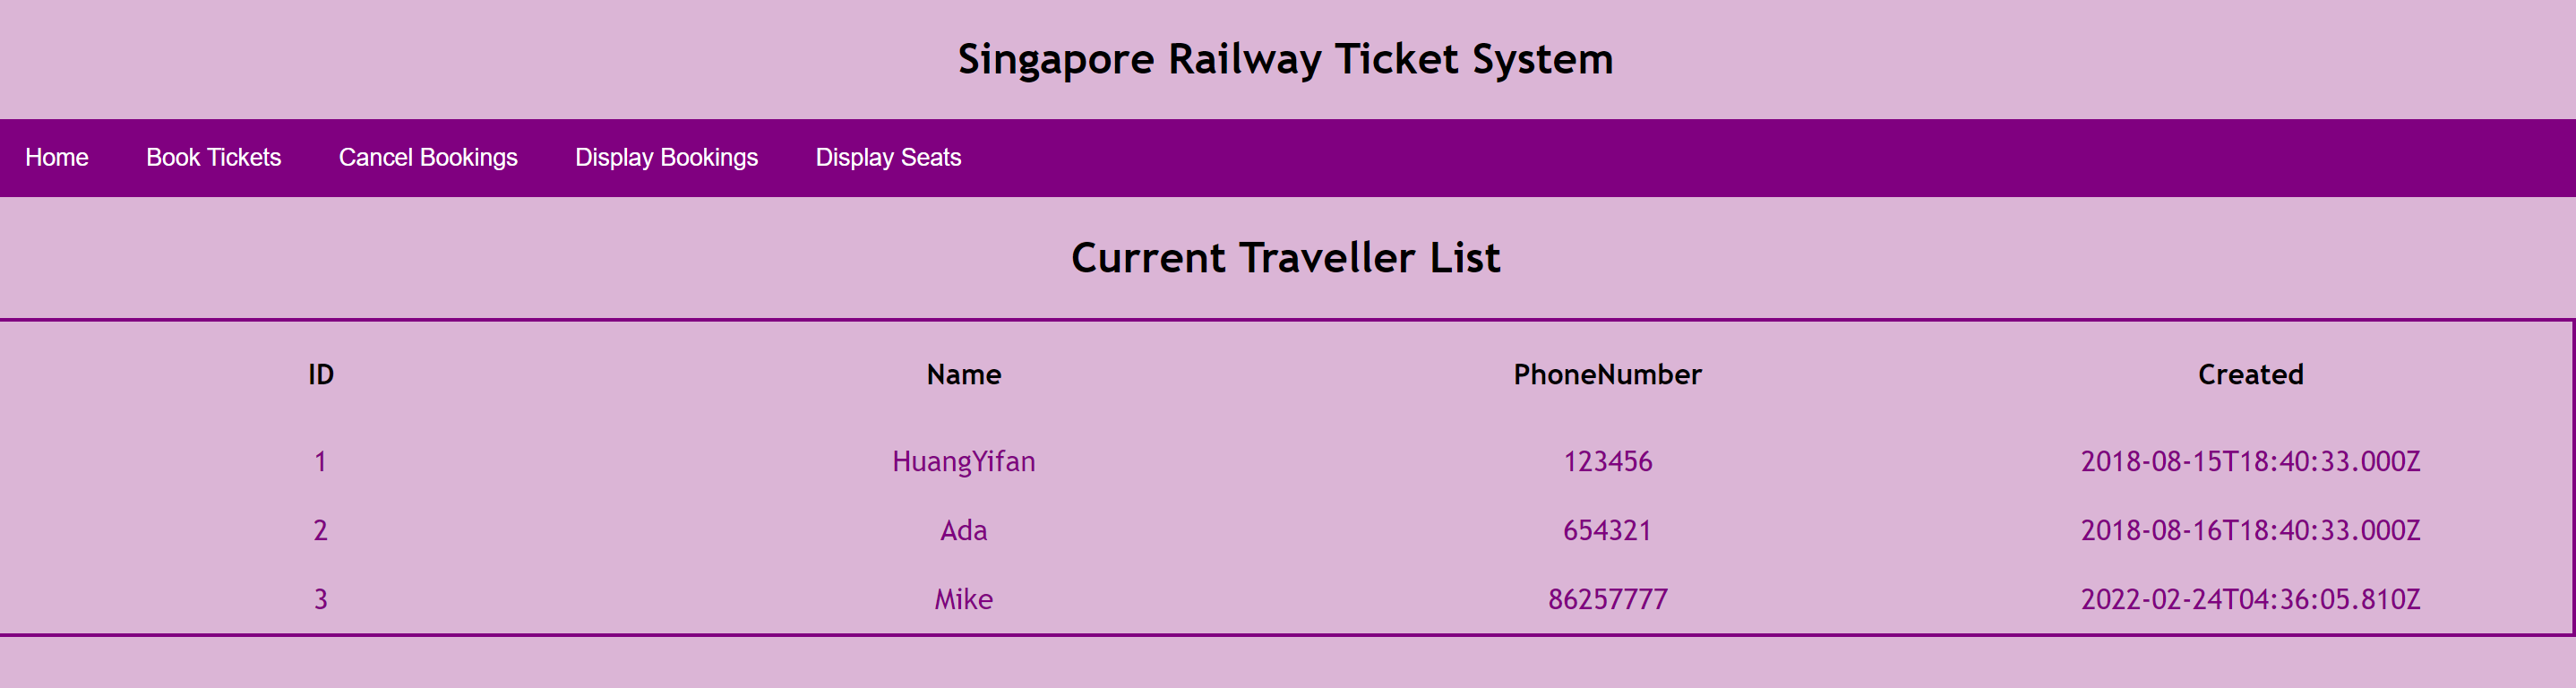 Singapore Railway Ticket System
Home Book Tickets Cancel Bookings Display Bookings Display Seats
Current Traveller List
ID Name PhoneNumber Created
1 HuangYifan 123456 2018-08-15T18:40:33.000Z
2 Ada 654321 2018-08-16T18:40:33.000Z
3 Mike 86257777 2022-02-24T04:36:05.810Z